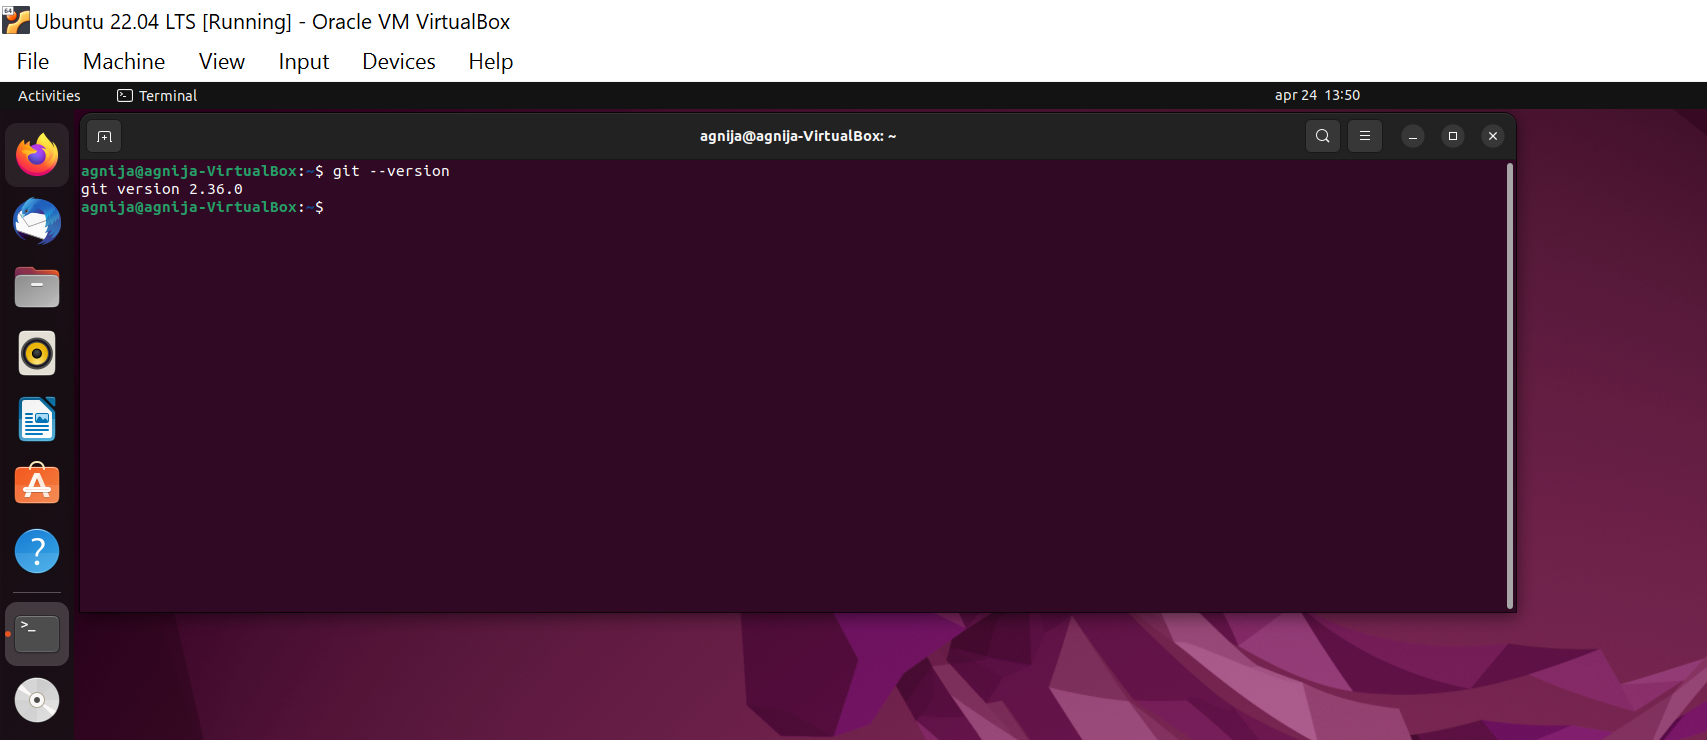 64
Ubuntu 22.04 LTS [Running] - Oracle VM VirtualBox
File Machine View Input Devices Help
Activities Terminal apr 24 13:50
agnija@agnija-VirtualBox: ~
agnija@agnija-VirtualBox:~$ git --version
git version 2.36.0
agnija@agnija-VirtualBox:~$
?
>_